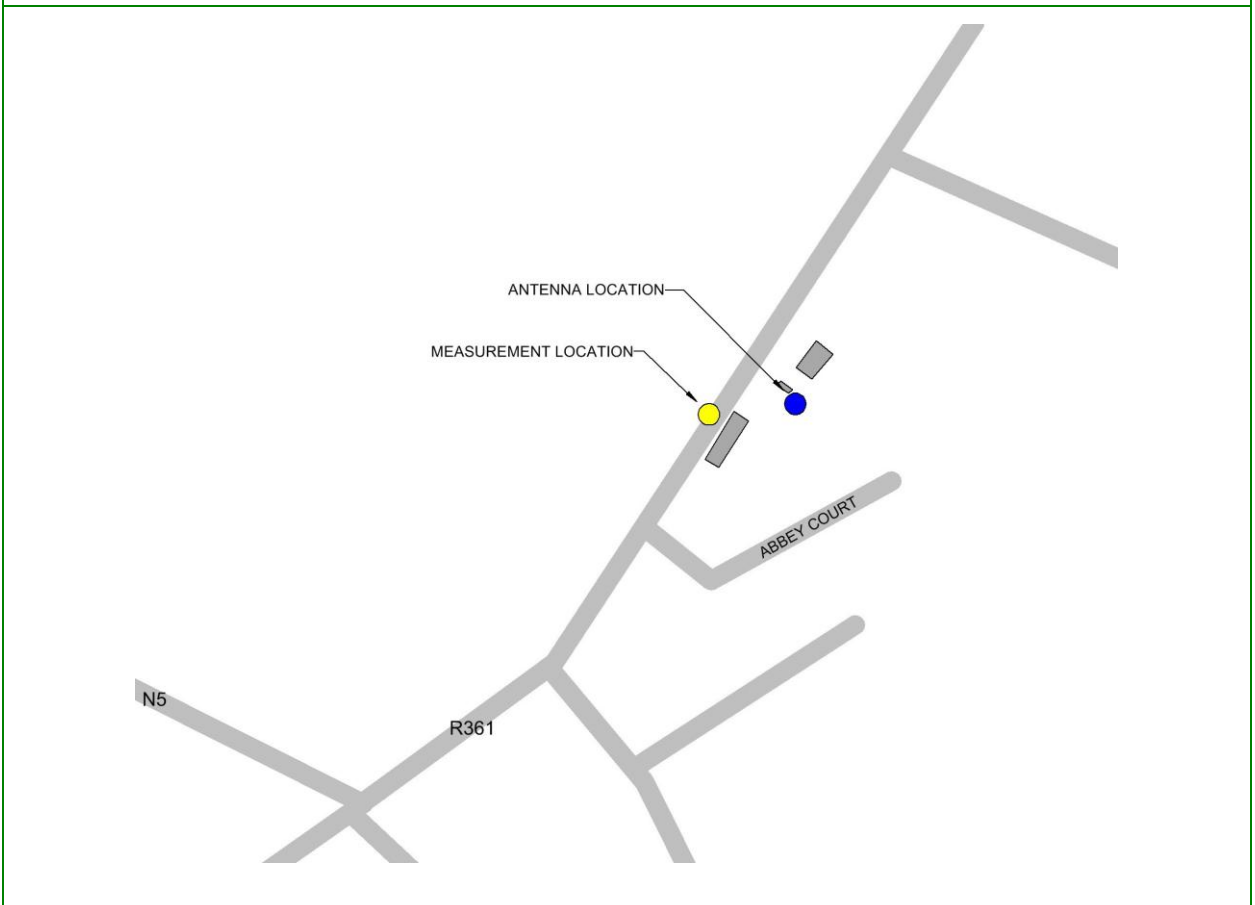 ANTENNA LOCATION
MEASUREMENT LOCATION
ABBEY COURT
N5
R361